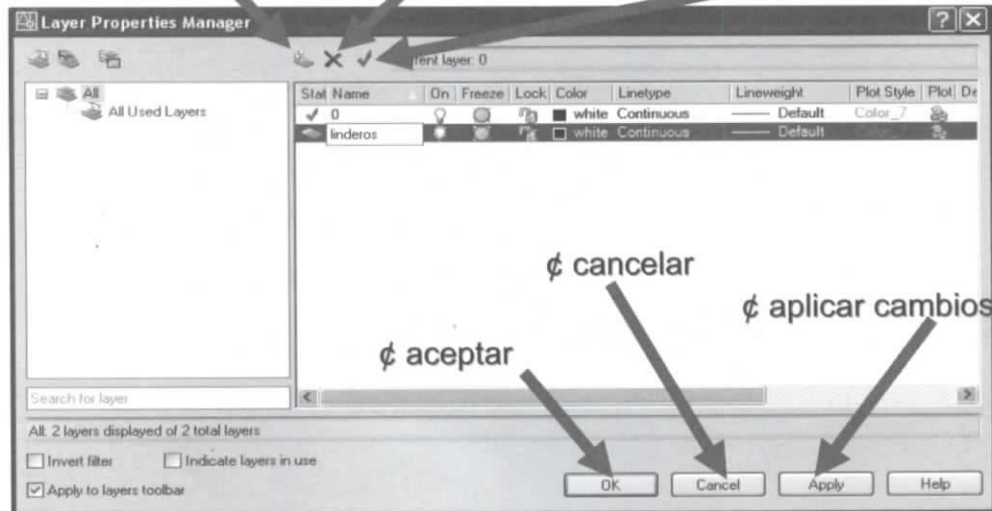 Layer Properties Manager
rent layer: 0
All
All Used Layers
Stat Name On Freeze Lock Color Linetype Lineweight Plot Style Plot De
0 white Continuous Default Color_7
linderos white Continuous Default
¢ cancelar
¢ aplicar cambios
¢ aceptar
Search for layer
All: 2 layers displayed of 2 total layers
Invert filter Indicate layers in use
Apply to layers toolbar
OK Cancel Apply Help